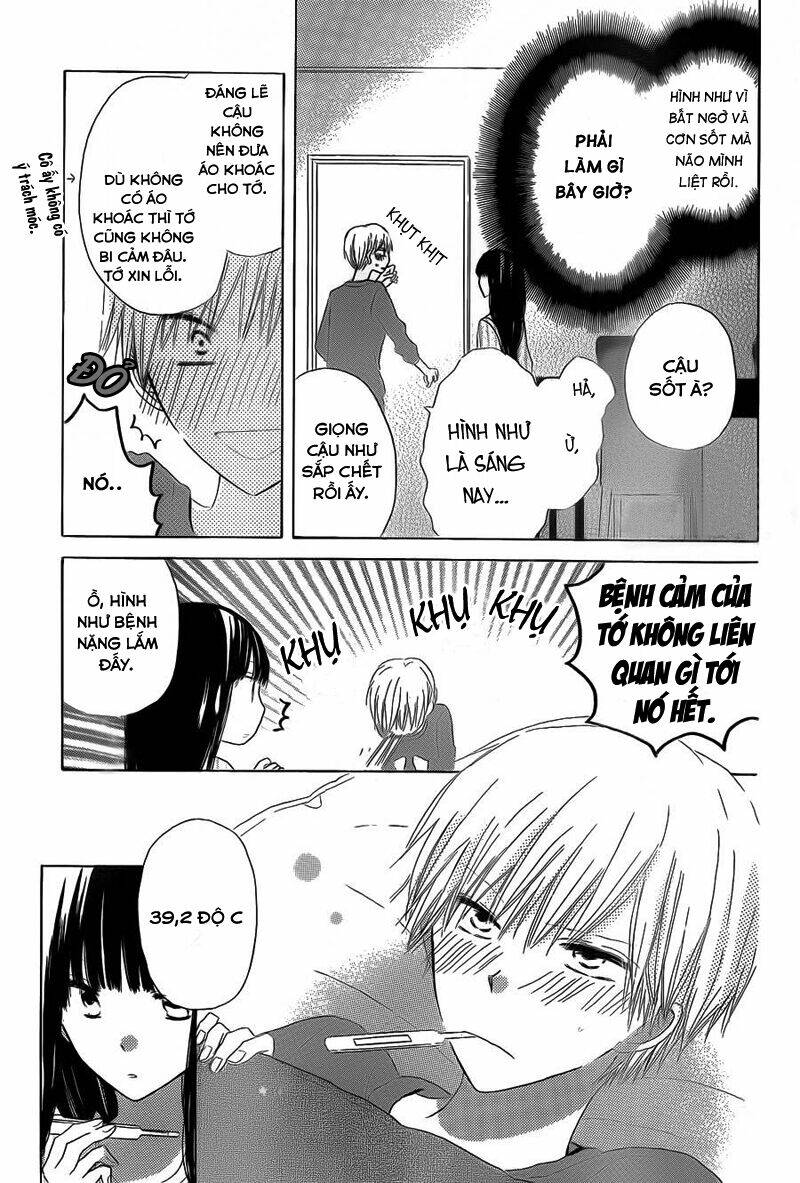 HÌNH NHƯ VÌ
BẤT NGỜ VÀ
CƠN SỐT MÀ
NÃO MÌNH
LIỆT RỒI.
PHẢI
LÀM GÌ
BÂY GIỜ?
KHỤT KHỊT
CẬU
SỐT À?
HẢ,
Ừ,
HÌNH NHƯ
LÀ SÁNG
NAY...
GIỌNG
CẬU NHƯ
SẮP CHẾT
RỒI ẤY.
ĐÁNG LẼ
CẬU
KHÔNG
NÊN ĐƯA
ÁO KHOÁC
CHO TỚ.
DÙ KHÔNG
CÓ ÁO
KHOÁC THÌ TỚ
CŨNG KHÔNG
BỊ CẢM ĐÂU.
TỚ XIN LỖI.
Cô ấy không có
ý trách móc.
ĐỎ
NÓ..
BỆNH CẢM CỦA
TỚ KHÔNG LIÊN
QUAN GÌ TỚI
NÓ HẾT.
KHỤ KHỤ KHỤ
Ồ, HÌNH
NHƯ BỆNH
NẶNG LẮM
ĐẤY.
39,2 ĐỘ C